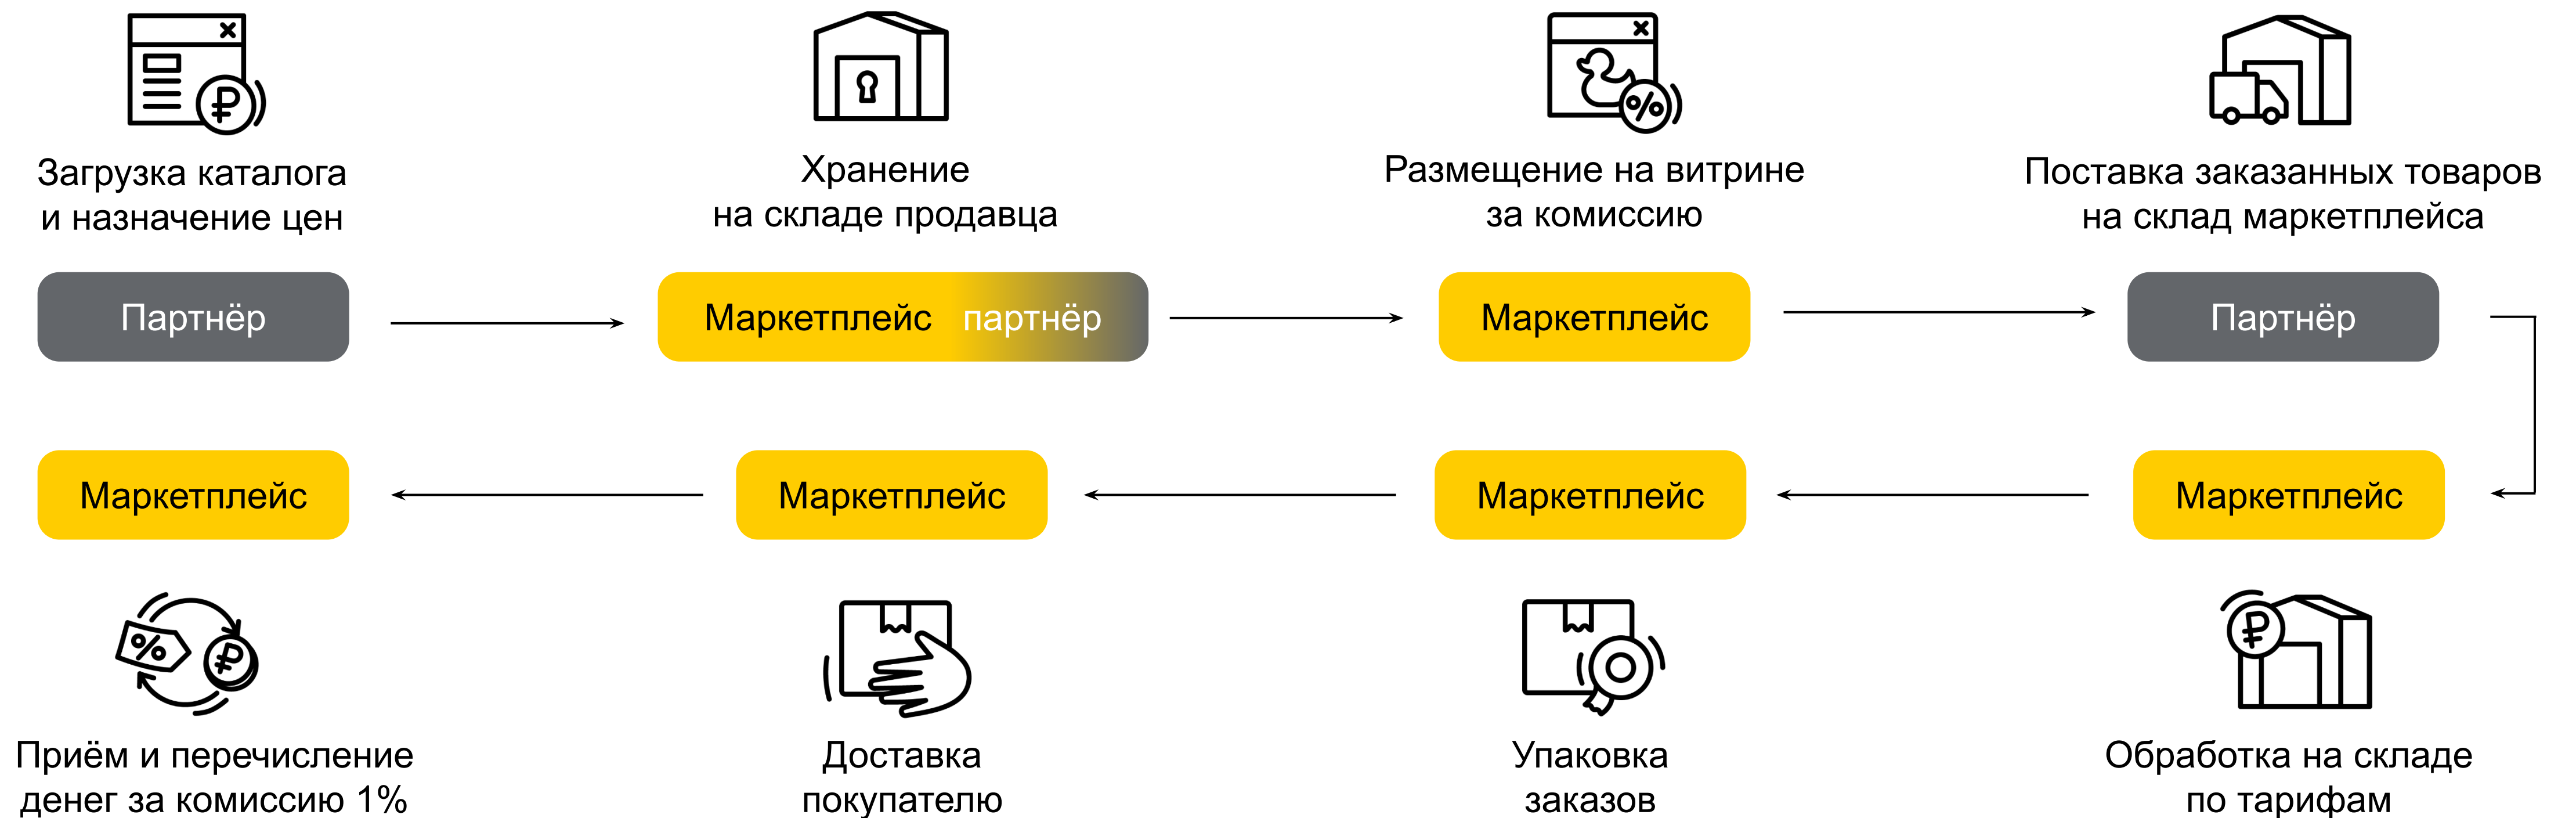 Загрузка каталога
и назначение цен
Хранение
на складе продавца
Размещение на витрине
за комиссию
Поставка заказанных товаров
на склад маркетплейса
Партнёр
Маркетплейс партнёр
Маркетплейс
Партнёр
Маркетплейс
Маркетплейс
Маркетплейс
Маркетплейс
Приём и перечисление
денег за комиссию 1%
Доставка
покупателю
Упаковка
заказов
Обработка на складе
по тарифам